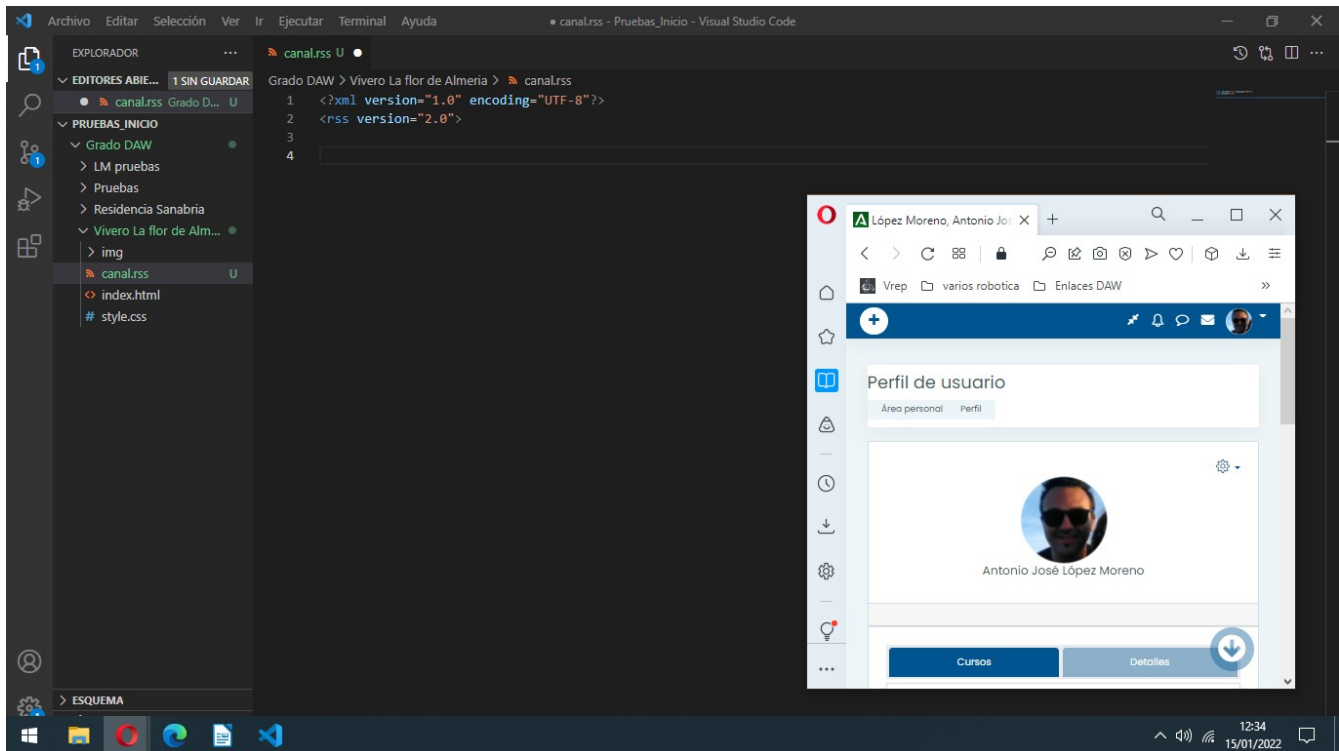 Archivo Editar Selección Ver Ir Ejecutar Terminal Ayuda
● canal.rss - Pruebas_Inicio - Visual Studio Code
EXPLORADOR
EDITORES ABIE... 1 SIN GUARDAR
canal.rss Grado D... U
PRUEBAS_INICIO
Grado DAW
LM pruebas
Pruebas
Residencia Sanabria
Vivero La flor de Alm...
img
canal.rss U
index.html
style.css
ESQUEMA
canal.rss U
Grado DAW > Vivero La flor de Almeria > canal.rss
1 <?xml version="1.0" encoding="UTF-8"?>
2 <rss version="2.0">
3
4
López Moreno, Antonio Jo
Vrep varios robotica Enlaces DAW
Perfil de usuario
Área personal Perfil
Antonio José López Moreno
Cursos Detalles
12:34
15/01/2022